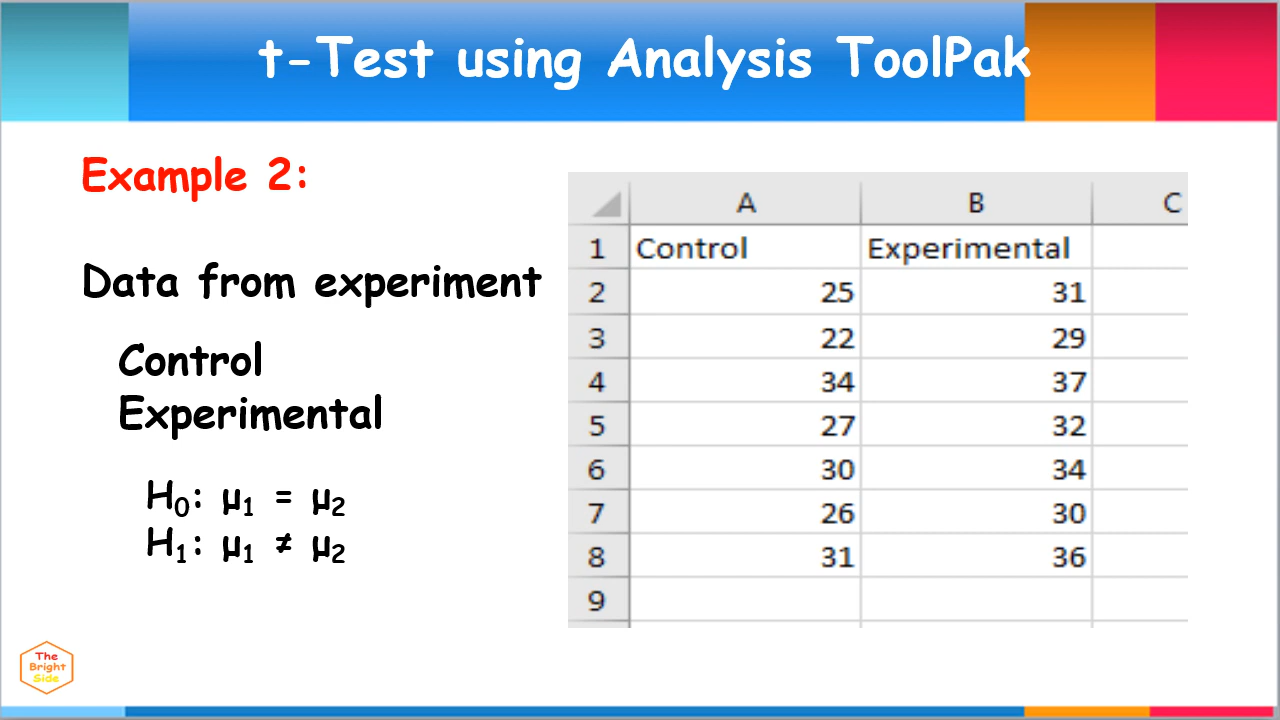 t-Test using Analysis ToolPak
Example 2:
Data from experiment
Control
Experimental
H₀: μ₁ = μ₂
H₁: μ₁ ≠ μ₂
A B C
1 Control Experimental
2 25 31
3 22 29
4 34 37
5 27 32
6 30 34
7 26 30
8 31 36
9
The
Bright
Side